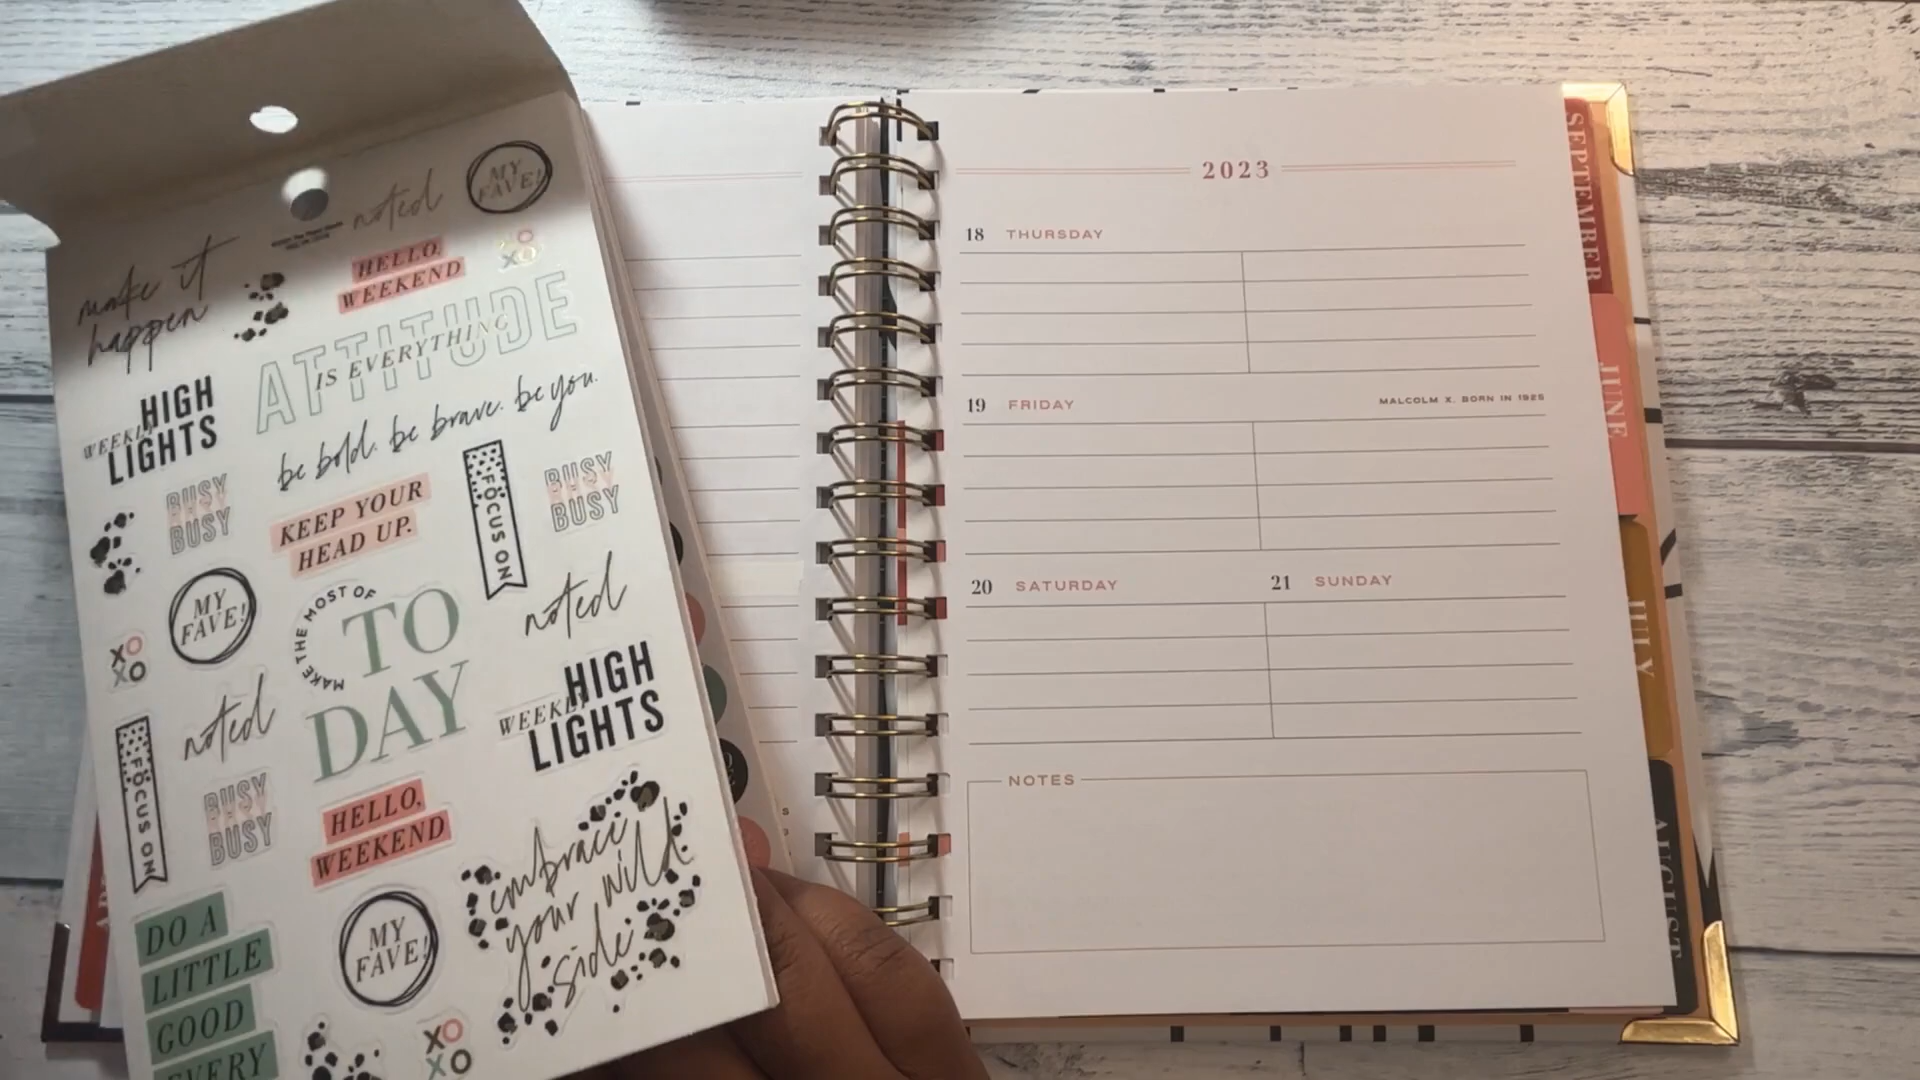 noted
MY
FAVE!
make it
happen
HELLO,
WEEKEND
XO
XO
ATTITUDE
IS EVERYTHING
be bold. be brave. be you.
WEEKLY
HIGH
LIGHTS
BUSY
BUSY
KEEP YOUR
HEAD UP.
FOCUS ON
BUSY
BUSY
MY
FAVE!
MAKE THE MOST OF
TO
DAY
noted
XO
XO
noted
WEEKLY
HIGH
LIGHTS
FOCUS ON
BUSY
BUSY
HELLO,
WEEKEND
embrace
your wild
side
DO A
LITTLE
GOOD
EVERY
MY
FAVE!
XO
XO
2023
18 THURSDAY
19 FRIDAY
MALCOLM X. BORN IN 1925
20 SATURDAY
21 SUNDAY
NOTES
SEPTEMBER
JUNE
JULY
AUGUST